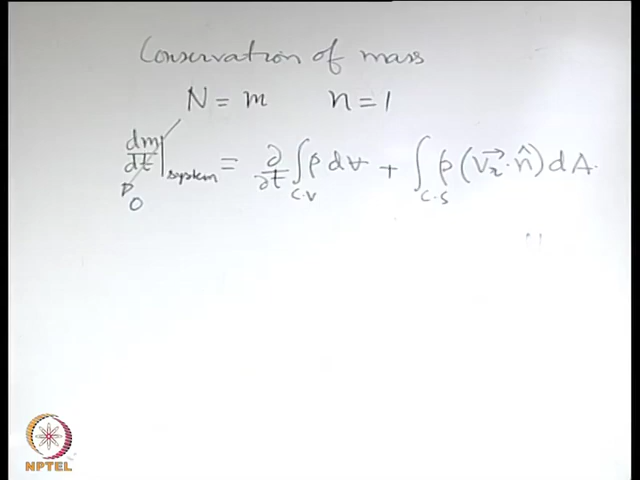 Conservation of mass
N = m n = 1
dm/dt|system = ∂/∂t ∫C.V ρ dV + ∫C.S ρ (V⃗r · n̂) dA.
0
NPTEL